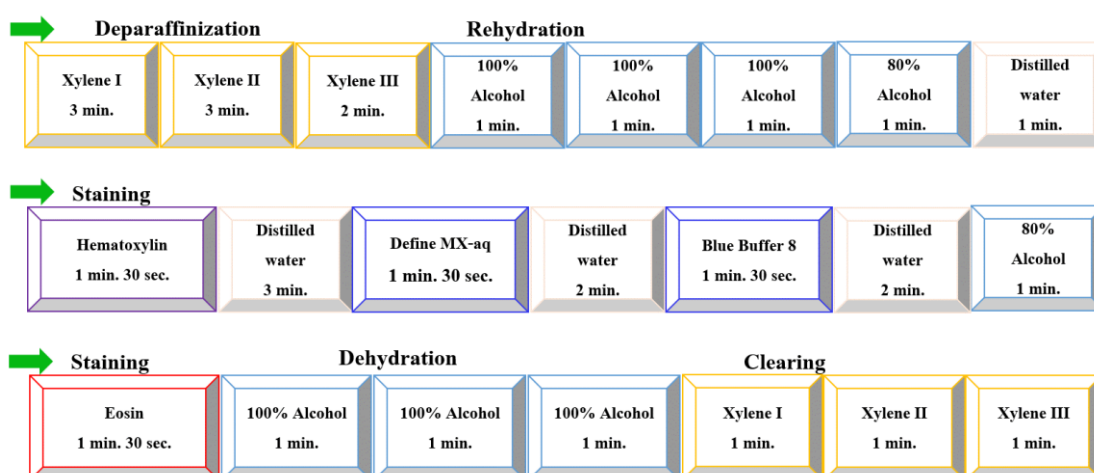 Deparaffinization
Rehydration
Xylene I
3 min.
Xylene II
3 min.
Xylene III
2 min.
100%
Alcohol
1 min.
100%
Alcohol
1 min.
100%
Alcohol
1 min.
80%
Alcohol
1 min.
Distilled
water
1 min.
Staining
Hematoxylin
1 min. 30 sec.
Distilled
water
3 min.
Define MX-aq
1 min. 30 sec.
Distilled
water
2 min.
Blue Buffer 8
1 min. 30 sec.
Distilled
water
2 min.
80%
Alcohol
1 min.
Staining
Dehydration
Clearing
Eosin
1 min. 30 sec.
100% Alcohol
1 min.
100% Alcohol
1 min.
100% Alcohol
1 min.
Xylene I
1 min.
Xylene II
1 min.
Xylene III
1 min.